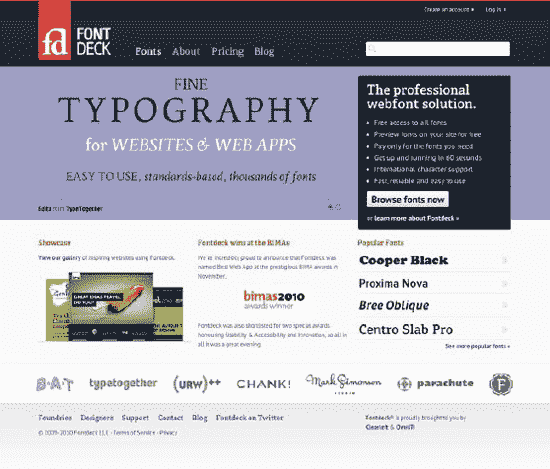 Create an account
Log in
fd FONT
DECK
Fonts About Pricing Blog
FINE
TYPOGRAPHY
for WEBSITES & WEB APPS
EASY TO USE, standards-based, thousands of fonts
TypeTogether
The professional
webfont solution.
Free access to all fonts
Preview fonts on your site for free
Pay only for the fonts you need
Get up and running in 60 seconds
International character support
Fast, reliable and easy to use
Browse fonts now
or learn more about Fontdeck »
Showcase
View our gallery of inspiring websites using Fontdeck.
GREAT IDEAS
Fontdeck wins at the BIMAs
We're incredibly proud to announce that Fontdeck was
named Best Web App at the prestigious BIMA awards in
November.
bimas2010
awards winner
Fontdeck was also shortlisted for two special awards
honouring Usability & Accessibility and Innovation, so all in
all it was a great evening.
Popular Fonts
Cooper Black
Proxima Nova
Bree Oblique
Centro Slab Pro
See more popular fonts »
B·A·T
typetogether
(URW++)
CHANK!
Mark Simonson
STUDIO
parachute
F
Foundries Designers Support Contact Blog Fontdeck on Twitter
© 2009-2010 Fontdeck LLC · Terms of Service · Privacy
Fontdeck is proudly brought to you by
Clearleft & OmniTI